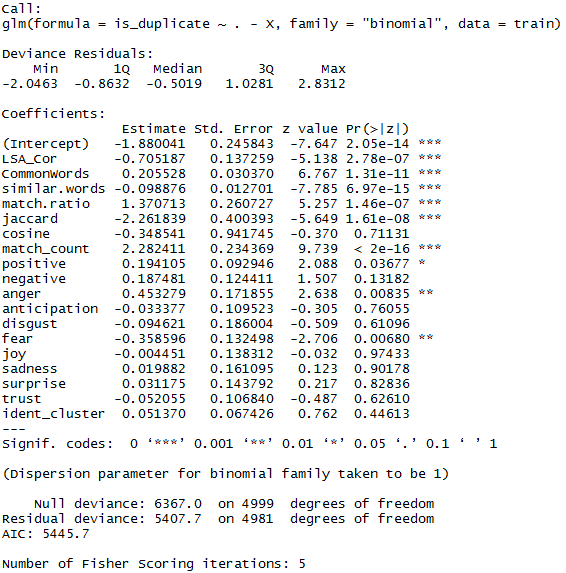 Call:
glm(formula = is_duplicate ~ . - X, family = "binomial", data = train)
Deviance Residuals:
Min 1Q Median 3Q Max
-2.0463 -0.8632 -0.5019 1.0281 2.8312
Coefficients:
Estimate Std. Error z value Pr(>|z|)
(Intercept) -1.880041 0.245843 -7.647 2.05e-14 ***
LSA_Cor -0.705187 0.137259 -5.138 2.78e-07 ***
CommonWords 0.205528 0.030370 6.767 1.31e-11 ***
similar.words -0.098876 0.012701 -7.785 6.97e-15 ***
match.ratio 1.370713 0.260727 5.257 1.46e-07 ***
jaccard -2.261839 0.400393 -5.649 1.61e-08 ***
cosine -0.348541 0.941745 -0.370 0.71131
match_count 2.282411 0.234369 9.739 < 2e-16 ***
positive 0.194105 0.092946 2.088 0.03677 *
negative 0.187481 0.124411 1.507 0.13182
anger 0.453279 0.171855 2.638 0.00835 **
anticipation -0.033377 0.109523 -0.305 0.76055
disgust -0.094621 0.186004 -0.509 0.61096
fear -0.358596 0.132498 -2.706 0.00680 **
joy -0.004451 0.138312 -0.032 0.97433
sadness 0.019882 0.161095 0.123 0.90178
surprise 0.031175 0.143792 0.217 0.82836
trust -0.052055 0.106840 -0.487 0.62610
ident_cluster 0.051370 0.067426 0.762 0.44613
---
Signif. codes: 0 ‘***’ 0.001 ‘**’ 0.01 ‘*’ 0.05 ‘.’ 0.1 ‘ ’ 1
(Dispersion parameter for binomial family taken to be 1)
Null deviance: 6367.0 on 4999 degrees of freedom
Residual deviance: 5407.7 on 4981 degrees of freedom
AIC: 5445.7
Number of Fisher Scoring iterations: 5